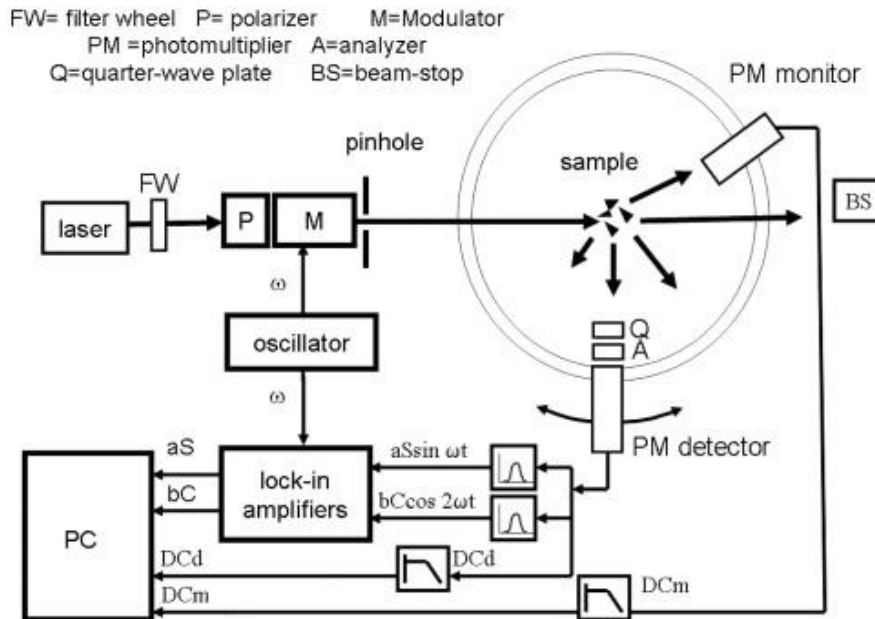 FW= filter wheel P= polarizer M=Modulator
PM =photomultiplier A=analyzer
Q=quarter-wave plate BS=beam-stop
PM monitor
pinhole
sample
FW
BS
laser
P
M
ω
Q
A
oscillator
ω
PM detector
aS
aSsin ωt
bC
lock-in
amplifiers
bCcos 2ωt
PC
DCd
DCd
DCm
DCm